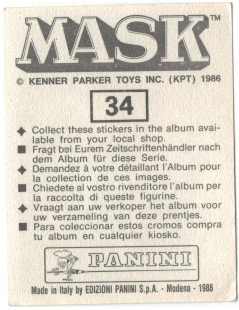 MASK™
© KENNER PARKER TOYS INC. (KPT) 1986
34
◆ Collect these stickers in the album avai-
lable from your local shop.
■ Fragt bei Eurem Zeitschriftenhändler nach
dem Album für diese Serie.
◆ Demandez à votre détaillant l'Album pour
la collection de ces images.
■ Chiedete al vostro rivenditore l'album per
la raccolta di queste figurine.
◆ Vraagt aan uw verkoper het album voor
uw verzameling van deze prentjes.
■ Para coleccionar estos cromos compra
tu album en cualquier kiosko.
PANINI
Made in Italy by EDIZIONI PANINI S.p.A. - Modena - 1986